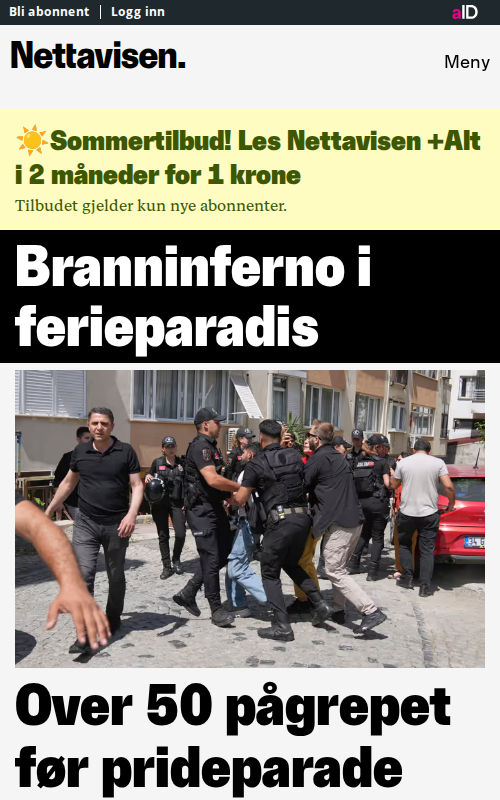 Bli abonnent | Logg inn
aID
Nettavisen.
Meny
☀️Sommertilbud! Les Nettavisen +Alt
i 2 måneder for 1 krone
Tilbudet gjelder kun nye abonnenter.
Branninferno i
ferieparadis
Over 50 pågrepet
før prideparade